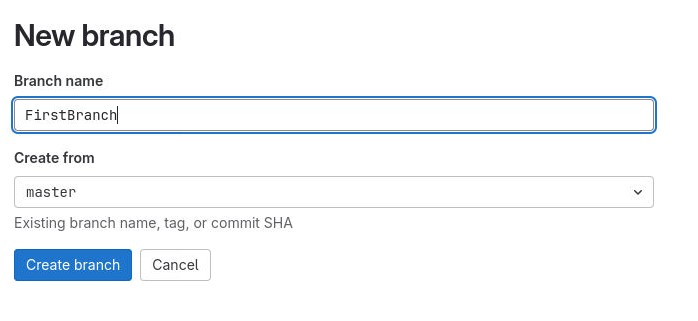 New branch
Branch name
FirstBranch
Create from
master
Existing branch name, tag, or commit SHA
Create branch Cancel